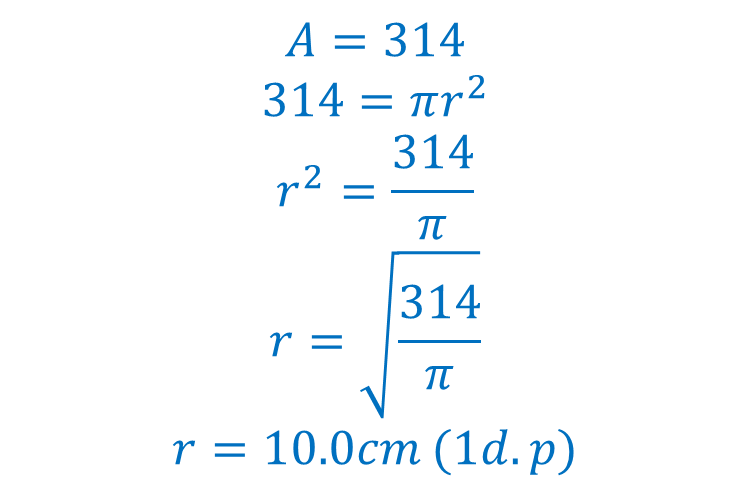 A = 314
314 = πr²
r² = 314/π
r = √(314/π)
r = 10.0cm (1d.p)